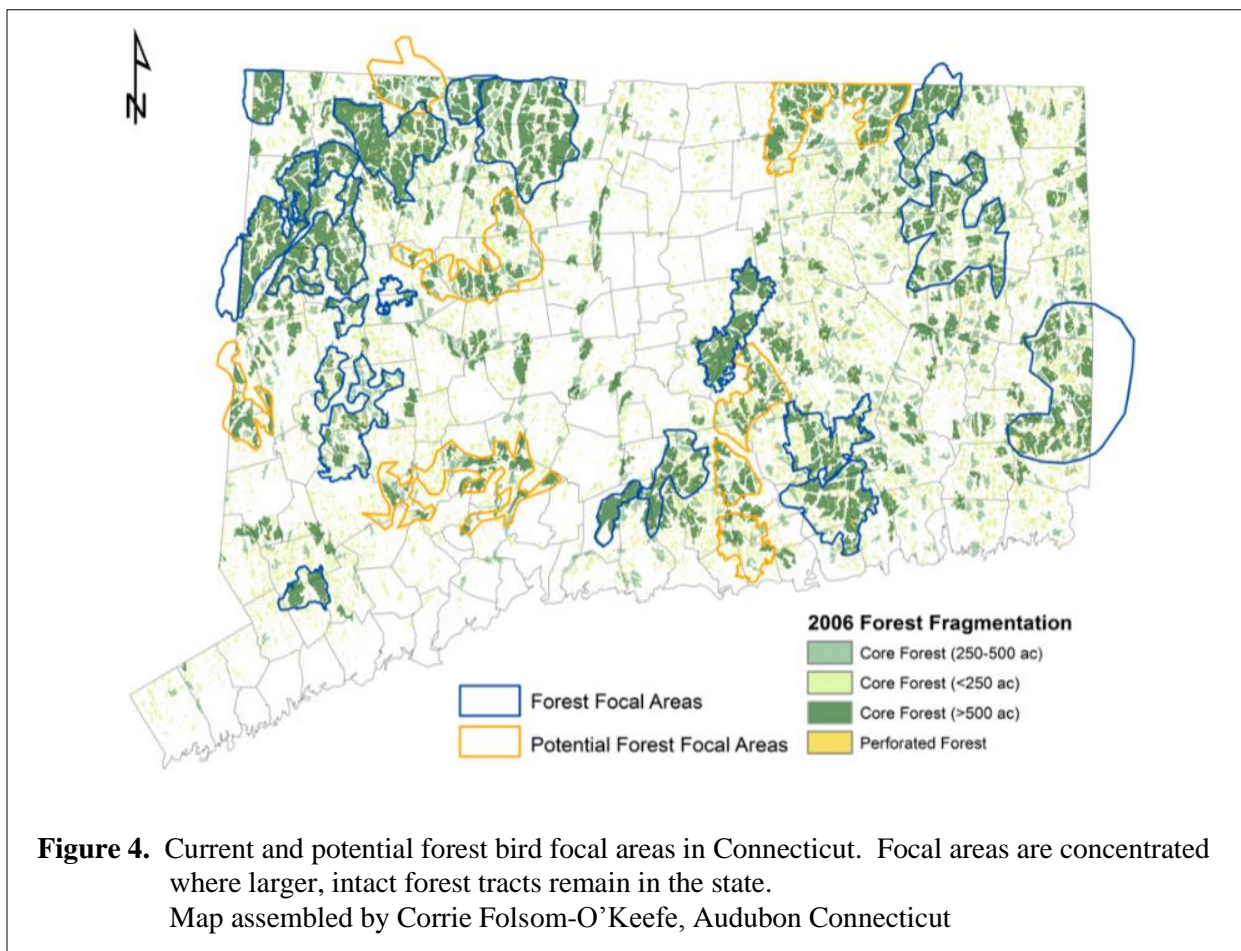 N
2006 Forest Fragmentation
Core Forest (250-500 ac)
Core Forest (<250 ac)
Core Forest (>500 ac)
Perforated Forest
Forest Focal Areas
Potential Forest Focal Areas
Figure 4. Current and potential forest bird focal areas in Connecticut. Focal areas are concentrated
where larger, intact forest tracts remain in the state.
Map assembled by Corrie Folsom-O’Keefe, Audubon Connecticut